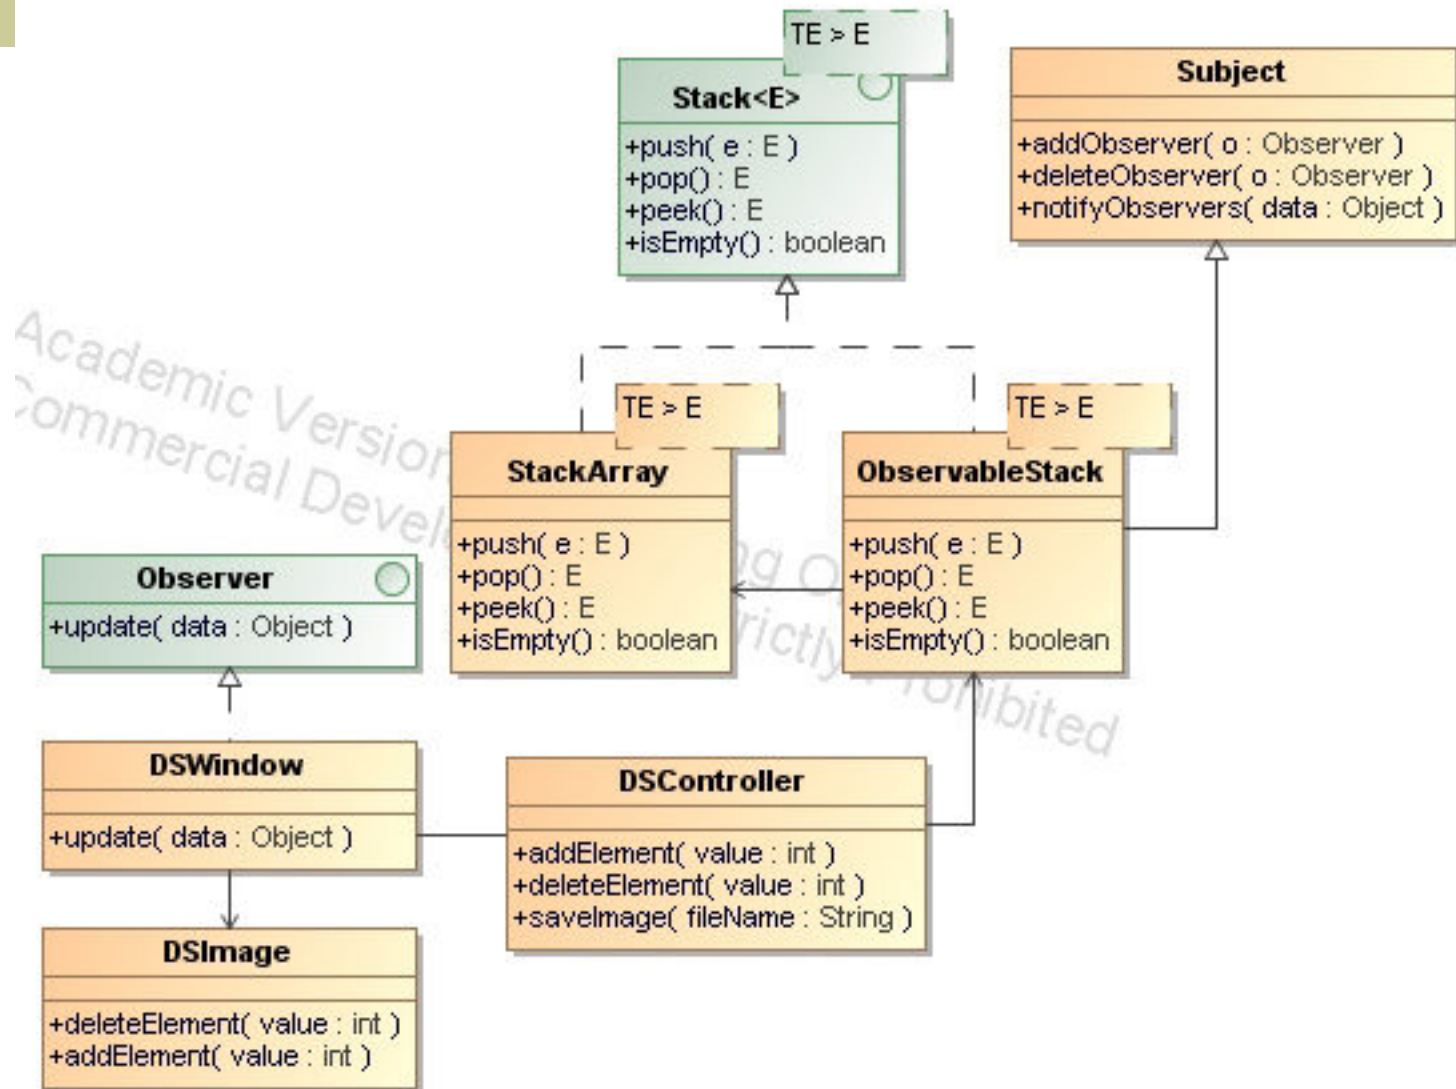 TE > E
Stack<E>
+push( e : E )
+pop() : E
+peek() : E
+isEmpty() : boolean
Subject
+addObserver( o : Observer )
+deleteObserver( o : Observer )
+notifyObservers( data : Object )
Academic Version
Commercial Devel
ng O
rictly Prohibited
TE > E
StackArray
+push( e : E )
+pop() : E
+peek() : E
+isEmpty() : boolean
TE > E
ObservableStack
+push( e : E )
+pop() : E
+peek() : E
+isEmpty() : boolean
Observer
+update( data : Object )
DSWindow
+update( data : Object )
DSController
+addElement( value : int )
+deleteElement( value : int )
+saveImage( fileName : String )
DSImage
+deleteElement( value : int )
+addElement( value : int )